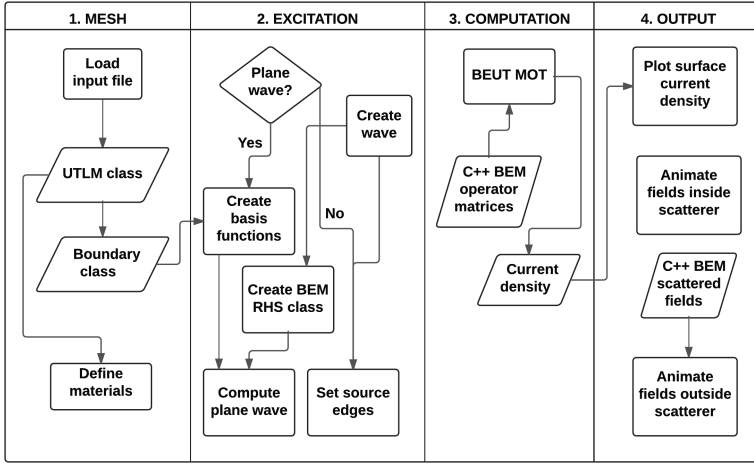 1. MESH
Load
input file
UTLM class
Boundary
class
Define
materials
2. EXCITATION
Plane
wave?
Create
wave
Yes
Create
basis
functions
No
Create BEM
RHS class
Compute
plane wave
Set source
edges
3. COMPUTATION
BEUT MOT
C++ BEM
operator
matrices
Current
density
4. OUTPUT
Plot surface
current
density
Animate
fields inside
scatterer
C++ BEM
scattered
fields
Animate
fields outside
scatterer